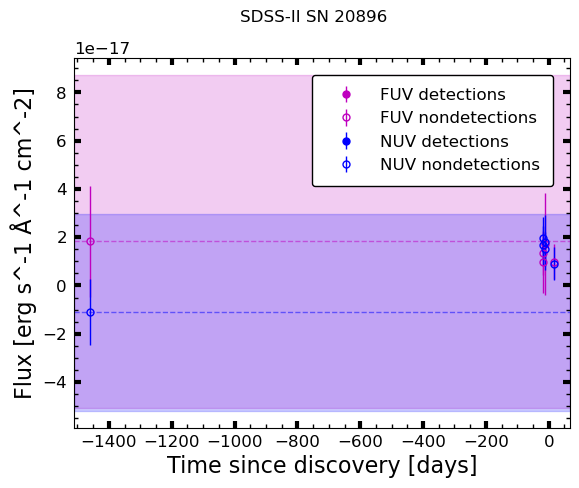 SDSS-II SN 20896
1e−17
FUV detections
FUV nondetections
NUV detections
NUV nondetections
8
6
4
2
0
−2
−4
Flux [erg s^-1 Å^-1 cm^-2]
−1400 −1200 −1000 −800 −600 −400 −200 0
Time since discovery [days]